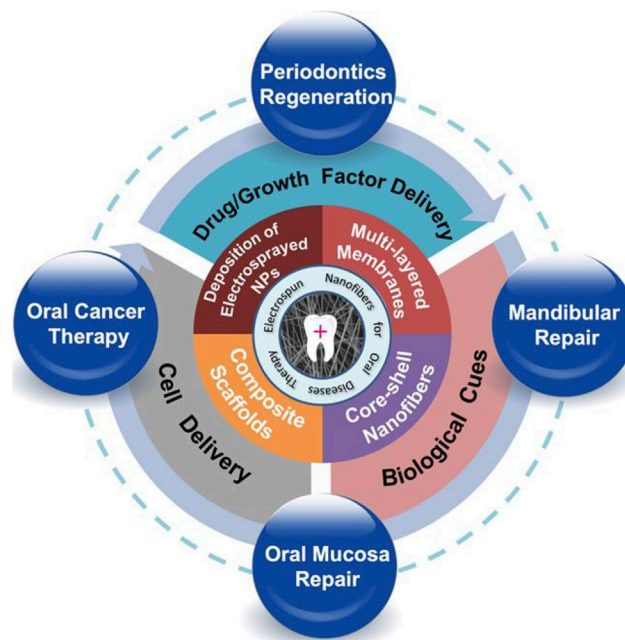 Periodontics
Regeneration
Drug/Growth Factor Delivery
Deposition of
Electrosprayed
NPs
Multi-layered
Membranes
Electrospun Nanofibers for Oral Diseases Therapy
Oral Cancer
Therapy
Mandibular
Repair
Composite
Scaffolds
Core-shell
Nanofibers
Cell Delivery
Biological Cues
Oral Mucosa
Repair